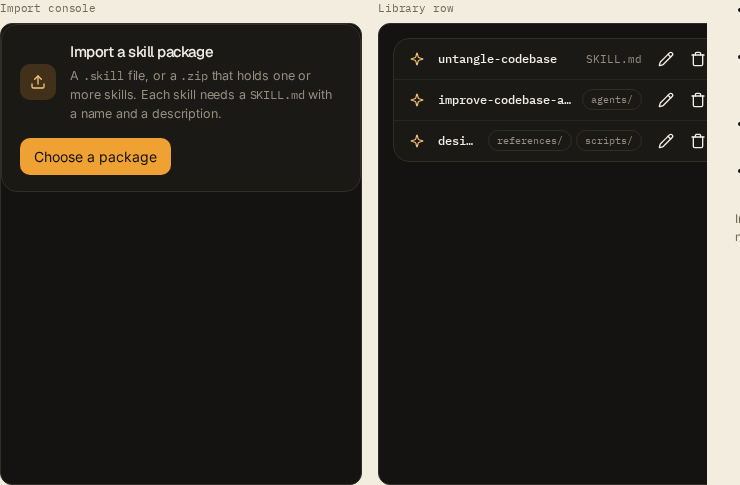 Import console
Library row
Import a skill package
A .skill file, or a .zip that holds one or
more skills. Each skill needs a SKILL.md with
a name and a description.
Choose a package
untangle-codebase SKILL.md
improve-codebase-a… agents/
desi… references/ scripts/